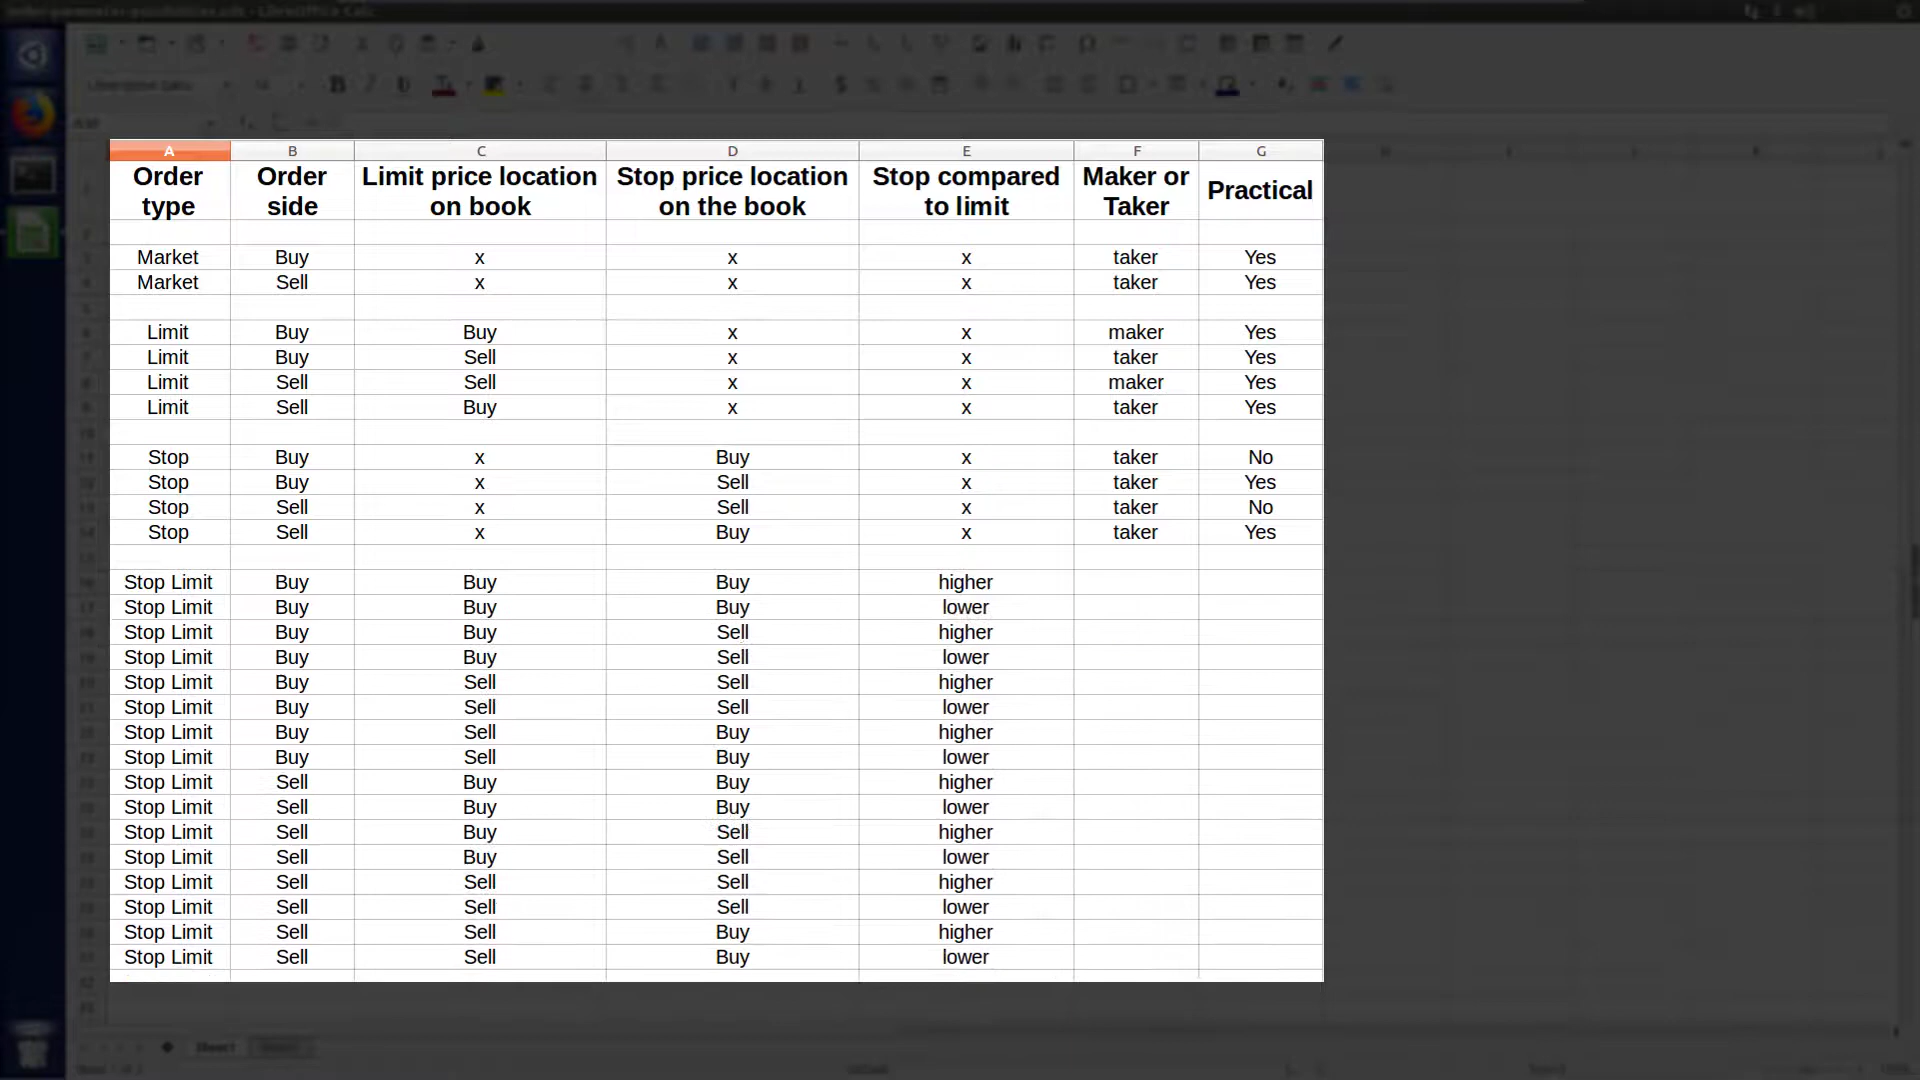 A B C D E F G
Order type Order side Limit price location on book Stop price location on the book Stop compared to limit Maker or Taker Practical
Market Buy x x x taker Yes
Market Sell x x x taker Yes
Limit Buy Buy x x maker Yes
Limit Buy Sell x x taker Yes
Limit Sell Sell x x maker Yes
Limit Sell Buy x x taker Yes
Stop Buy x Buy x taker No
Stop Buy x Sell x taker Yes
Stop Sell x Sell x taker No
Stop Sell x Buy x taker Yes
Stop Limit Buy Buy Buy higher
Stop Limit Buy Buy Buy lower
Stop Limit Buy Buy Sell higher
Stop Limit Buy Buy Sell lower
Stop Limit Buy Sell Sell higher
Stop Limit Buy Sell Sell lower
Stop Limit Buy Sell Buy higher
Stop Limit Buy Sell Buy lower
Stop Limit Sell Buy Buy higher
Stop Limit Sell Buy Buy lower
Stop Limit Sell Buy Sell higher
Stop Limit Sell Buy Sell lower
Stop Limit Sell Sell Sell higher
Stop Limit Sell Sell Sell lower
Stop Limit Sell Sell Buy higher
Stop Limit Sell Sell Buy lower